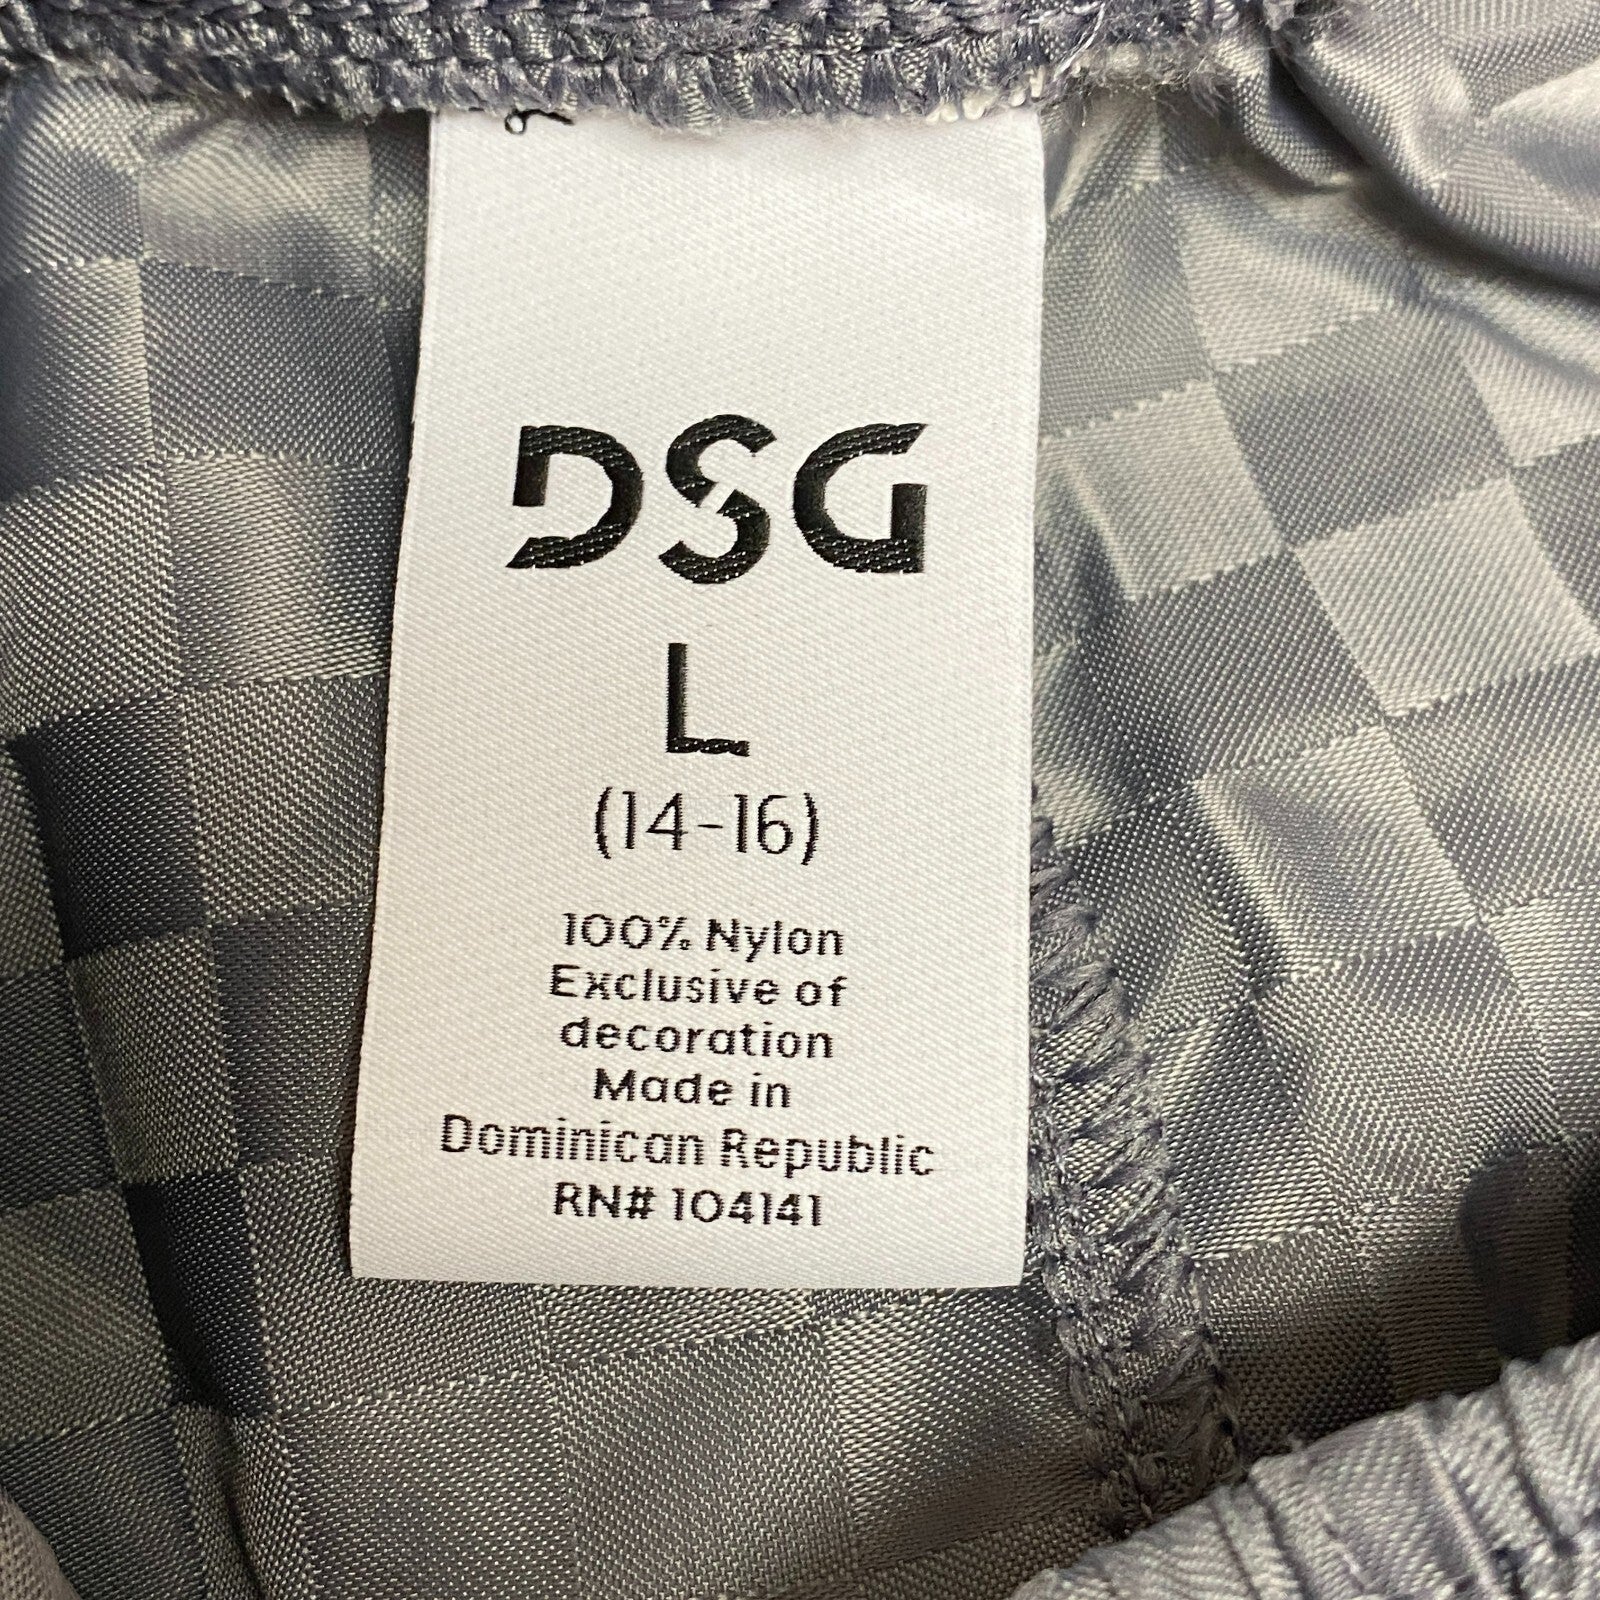 DSG
L
(14-16)
100% Nylon
Exclusive of
decoration
Made in
Dominican Republic
RN# 104141